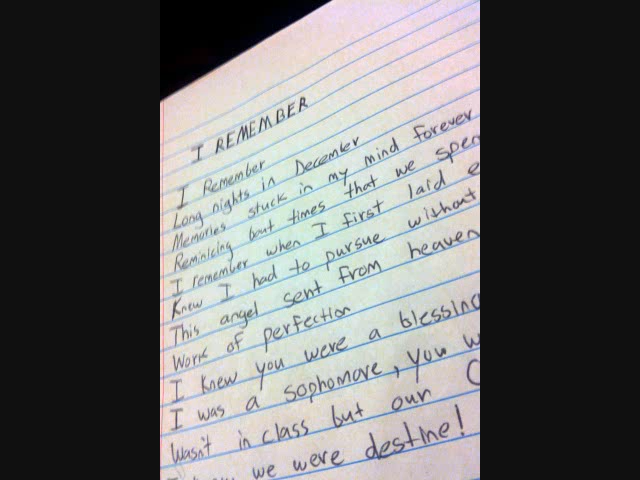 I REMEMBER
I Remember
Long nights in December
Memories stuck in my mind forever
Reminicing bout times that we
I remember when I first laid
Knew I had to pursue without
This angel sent from heaven
Work of perfection
I knew you were a blessing
I was a sophomore, you
Wasn't in class but our
we were destine!